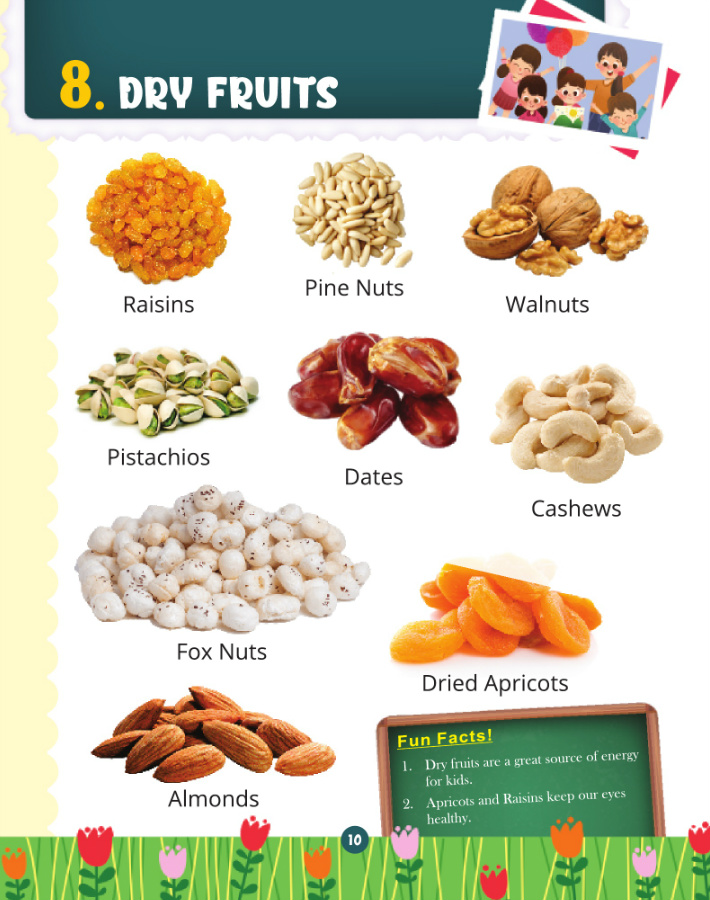 8. DRY FRUITS
Raisins
Pine Nuts
Walnuts
Pistachios
Dates
Cashews
Fox Nuts
Dried Apricots
Almonds
Fun Facts!
1. Dry fruits are a great source of energy
for kids.
2. Apricots and Raisins keep our eyes
healthy.
10